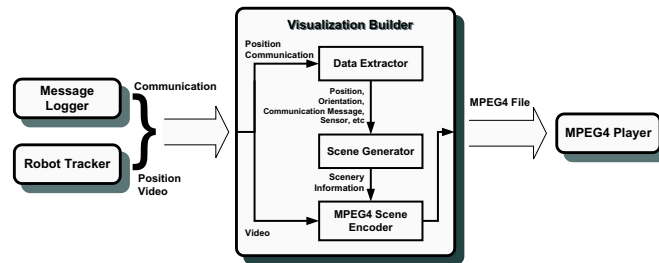 Visualization Builder
Message
Logger
Communication
Robot Tracker
Position
Video
Position
Communication
Data Extractor
Position,
Orientation,
Communication Message,
Sensor, etc
Scene Generator
Scenery
Information
MPEG4 Scene
Encoder
Video
MPEG4 File
MPEG4 Player